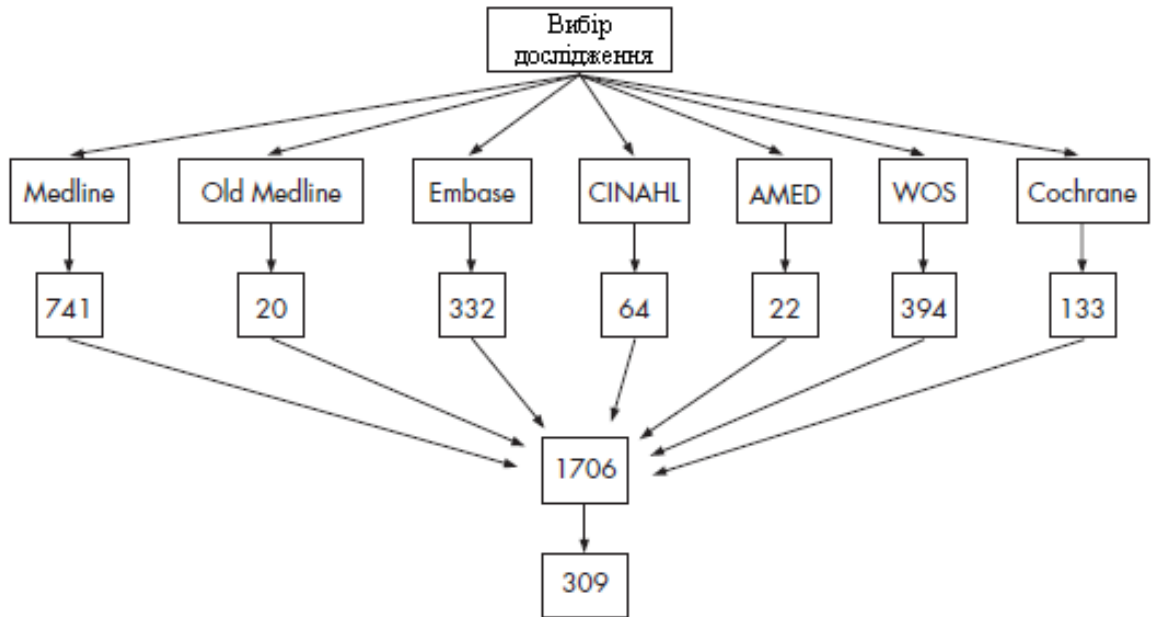 Вибір
дослідження
Medline
Old Medline
Embase
CINAHL
AMED
WOS
Cochrane
741
20
332
64
22
394
133
1706
309